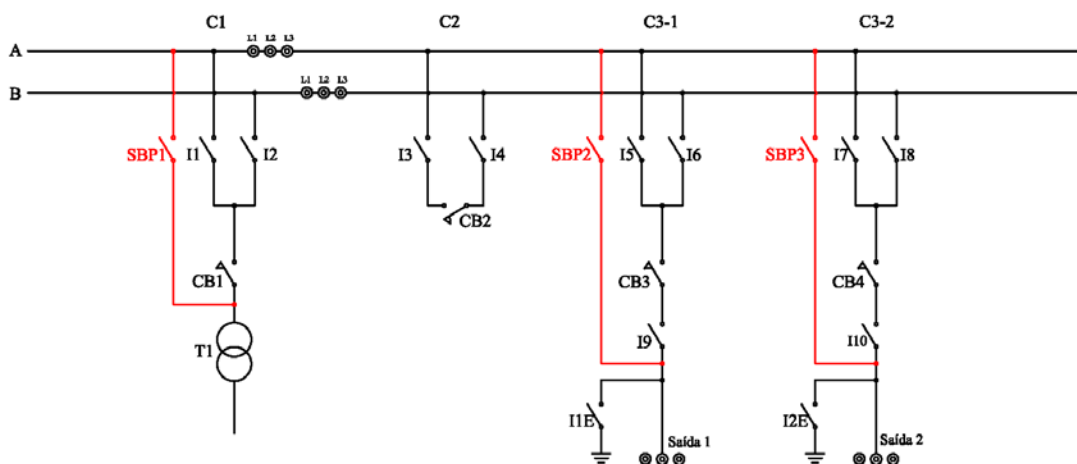 C1 C2 C3-1 C3-2
L1 L2 L3
A
L1 L2 L3
B
SBP1 I1 I2 I3 I4 SBP2 I5 I6 SBP3 I7 I8
CB2
CB1 CB3 CB4
T1 I9 I10
I1E Saída 1 I2E Saída 2